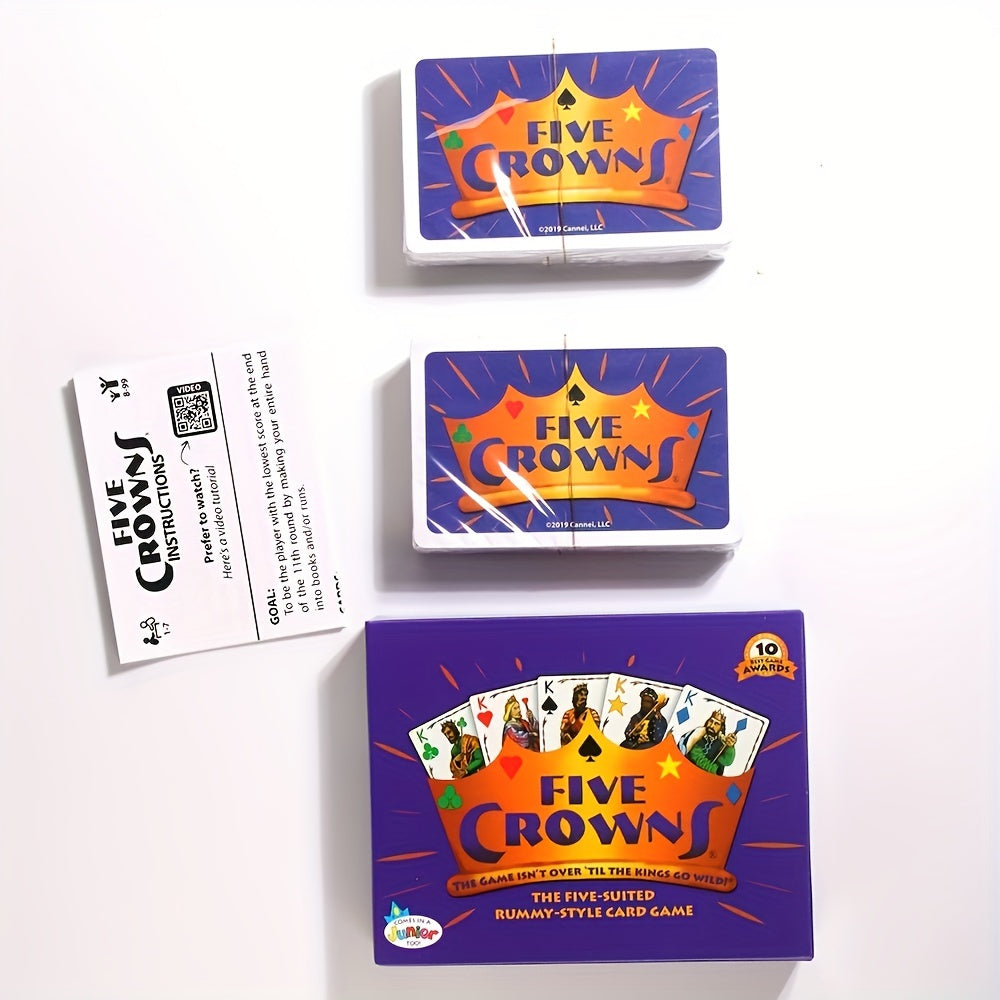 FIVE
CROWNS®
©2019 Cannei, LLC
FIVE
CROWNS®
©2019 Cannei, LLC
1-7
FIVE
CROWNS
INSTRUCTIONS
8-99
Prefer to watch?
Here's a video tutorial
VIDEO
GOAL:
To be the player with the lowest score at the end
of the 11th round by making your entire hand
into books and/or runs.
10
BEST GAME
AWARDS
K
K
K
K
K
FIVE
CROWNS®
THE GAME ISN'T OVER 'TIL THE KINGS GO WILD!®
THE FIVE-SUITED
RUMMY-STYLE CARD GAME
COMES IN A
Junior
TOO!